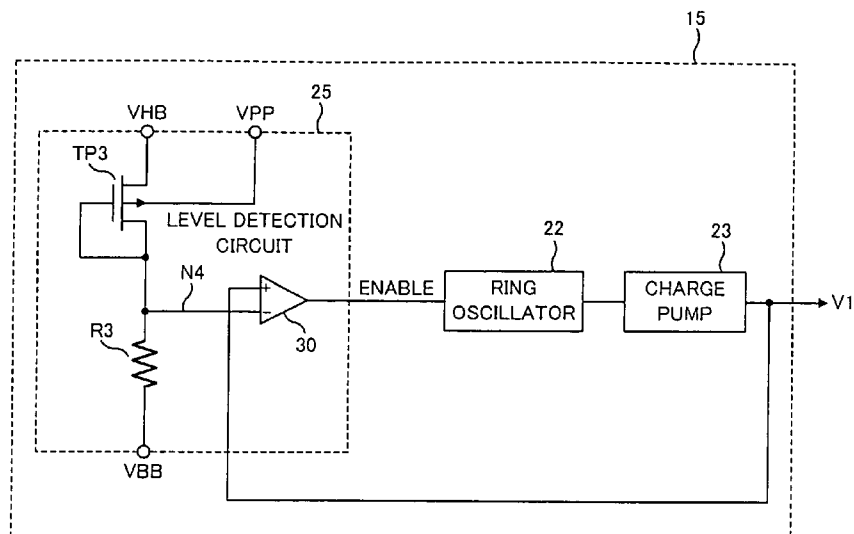 15
VHB
VPP
25
TP3
LEVEL DETECTION
CIRCUIT
22
23
N4
ENABLE
RING
OSCILLATOR
CHARGE
PUMP
V1
+
−
30
R3
VBB